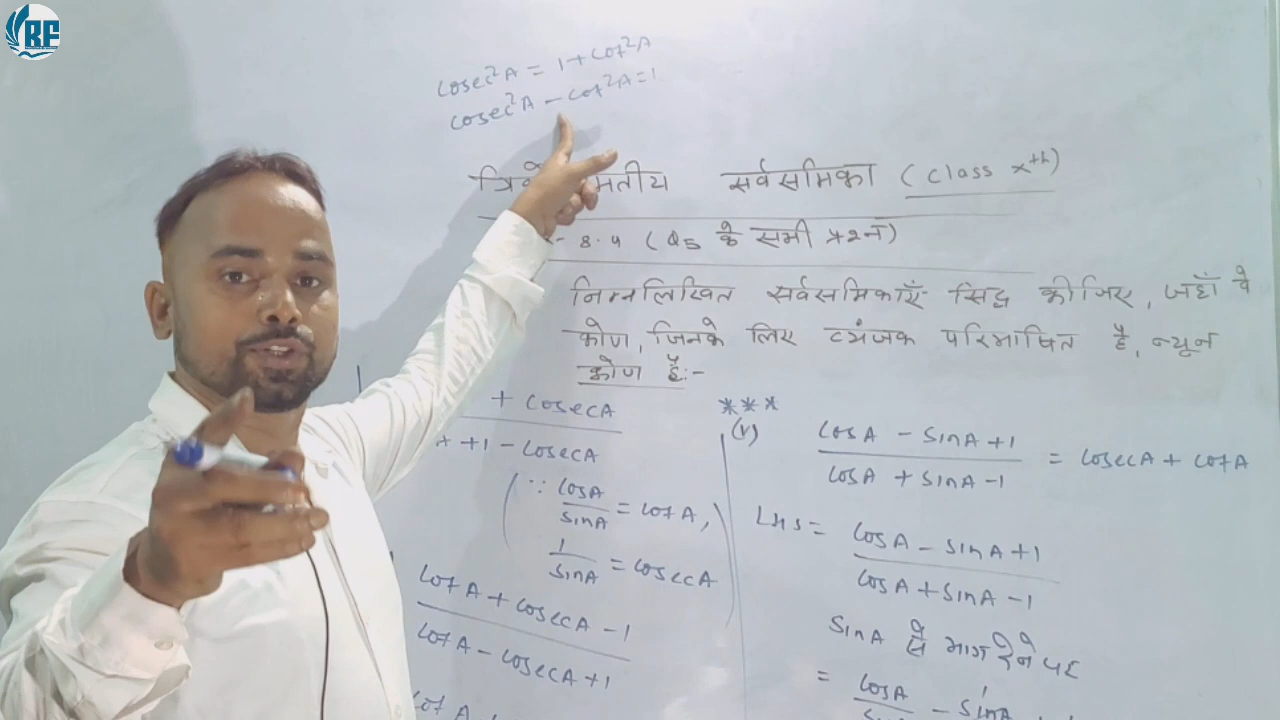 RF
cosec²A = 1+cot²A
cosec²A - cot²A=1
सर्वसमिका (class xᵗʰ)
- 8.4 (Q5 के सभी प्रश्न)
निम्नलिखित सर्वसमिकाएँ सिद्ध कीजिए, जहाँ वे
कोण, जिनके लिए व्यंजक परिभाषित है, न्यून
कोण हैं:-
+ cosecA
+1 - cosecA
(∵ cosA/sinA = cotA,
1/sinA = cosecA
cotA + cosecA - 1
cotA - cosecA + 1
***
(v) cosA - sinA + 1 / cosA + sinA - 1 = cosecA + cotA
LHS = cosA - sinA + 1 / cosA + sinA - 1
sinA से भाग देने पर
= cosA - sinA